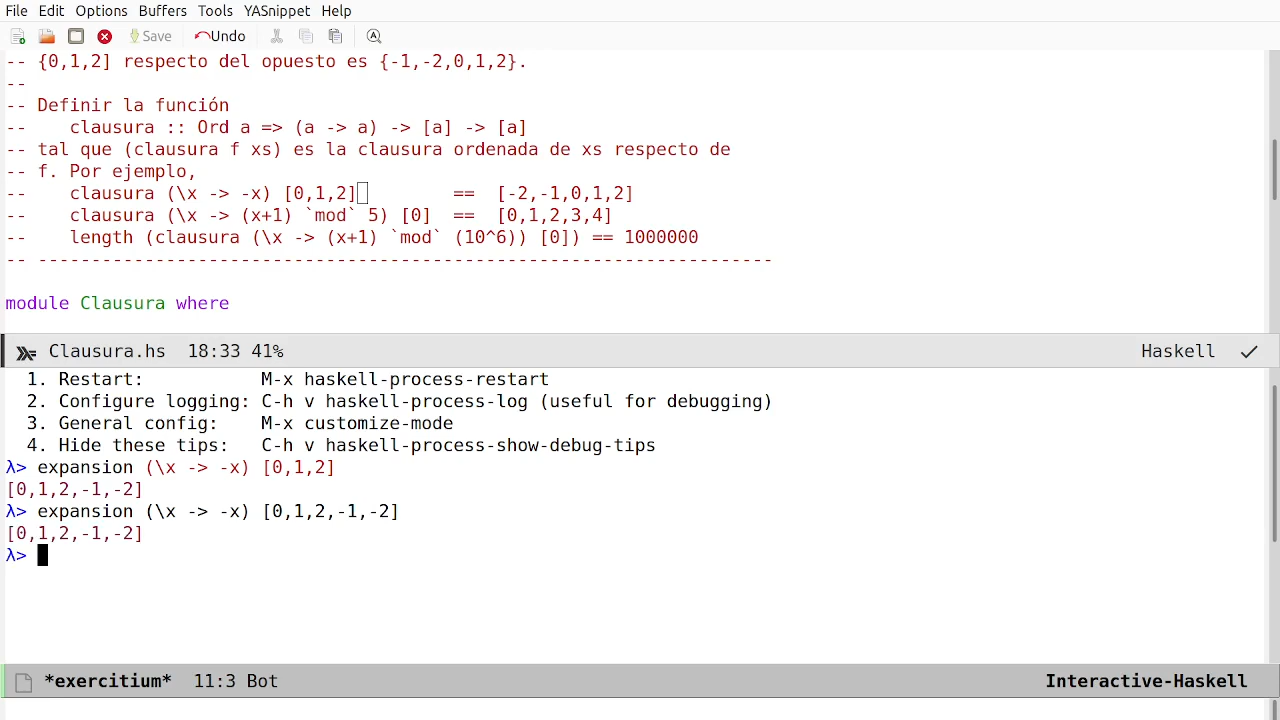 File Edit Options Buffers Tools YASnippet Help
Save Undo
-- {0,1,2] respecto del opuesto es {-1,-2,0,1,2}.
--
-- Definir la función
--    clausura :: Ord a => (a -> a) -> [a] -> [a]
-- tal que (clausura f xs) es la clausura ordenada de xs respecto de
-- f. Por ejemplo,
--    clausura (\x -> -x) [0,1,2]         ==  [-2,-1,0,1,2]
--    clausura (\x -> (x+1) `mod` 5) [0]  ==  [0,1,2,3,4]
--    length (clausura (\x -> (x+1) `mod` (10^6)) [0]) == 1000000
-- ---------------------------------------------------------------------
module Clausura where
Clausura.hs  18:33 41% Haskell
1. Restart:           M-x haskell-process-restart
2. Configure logging: C-h v haskell-process-log (useful for debugging)
3. General config:    M-x customize-mode
4. Hide these tips:   C-h v haskell-process-show-debug-tips
λ> expansion (\x -> -x) [0,1,2]
[0,1,2,-1,-2]
λ> expansion (\x -> -x) [0,1,2,-1,-2]
[0,1,2,-1,-2]
λ>
*exercitium*  11:3 Bot Interactive-Haskell